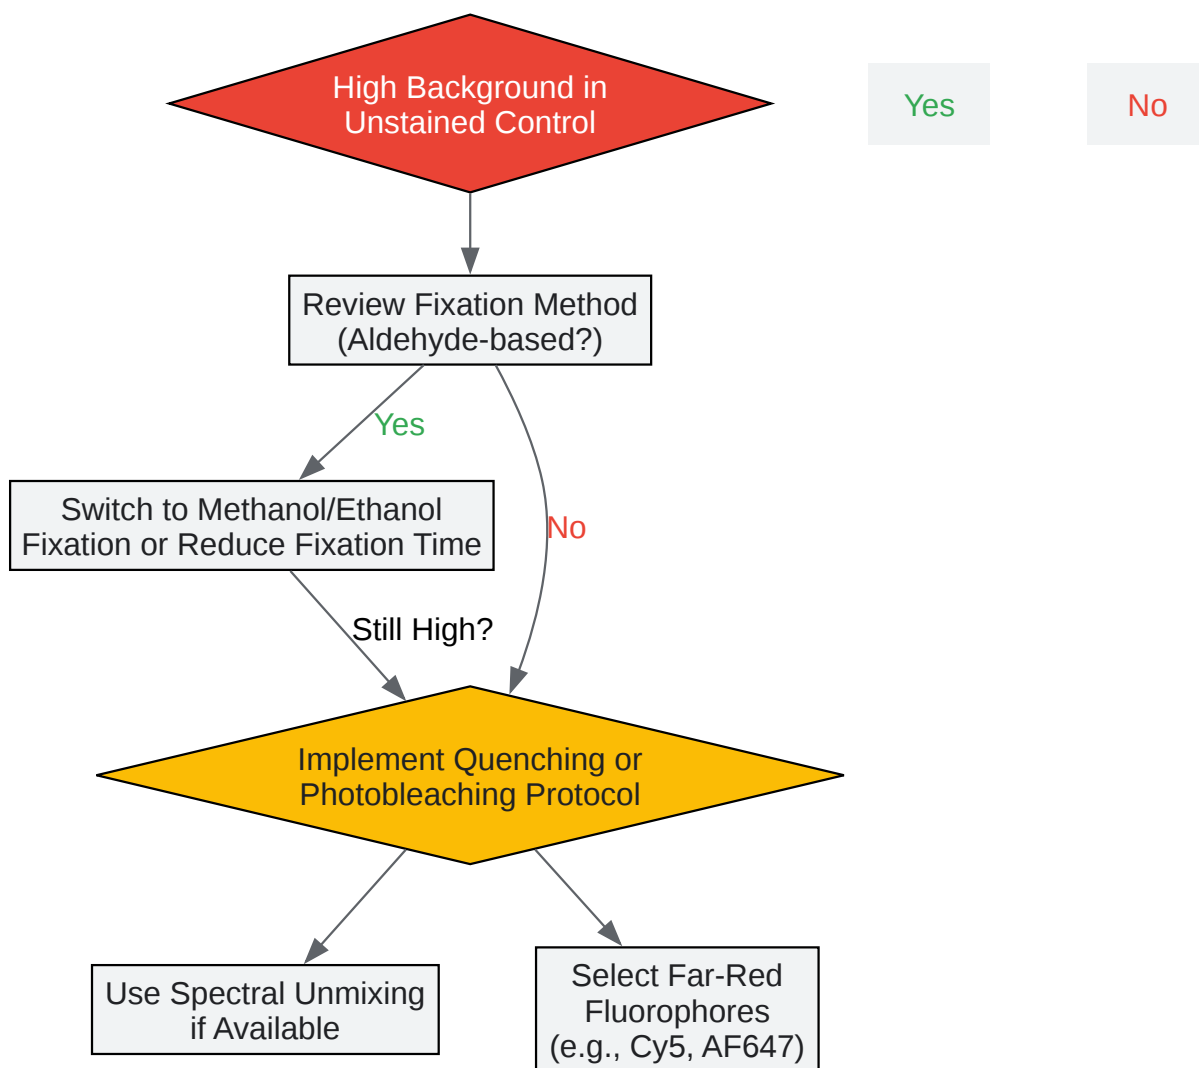 High Background in
Unstained Control
Yes
No
Review Fixation Method
(Aldehyde-based?)
Yes
Switch to Methanol/Ethanol
Fixation or Reduce Fixation Time
No
Still High?
Implement Quenching or
Photobleaching Protocol
Use Spectral Unmixing
if Available
Select Far-Red
Fluorophores
(e.g., Cy5, AF647)